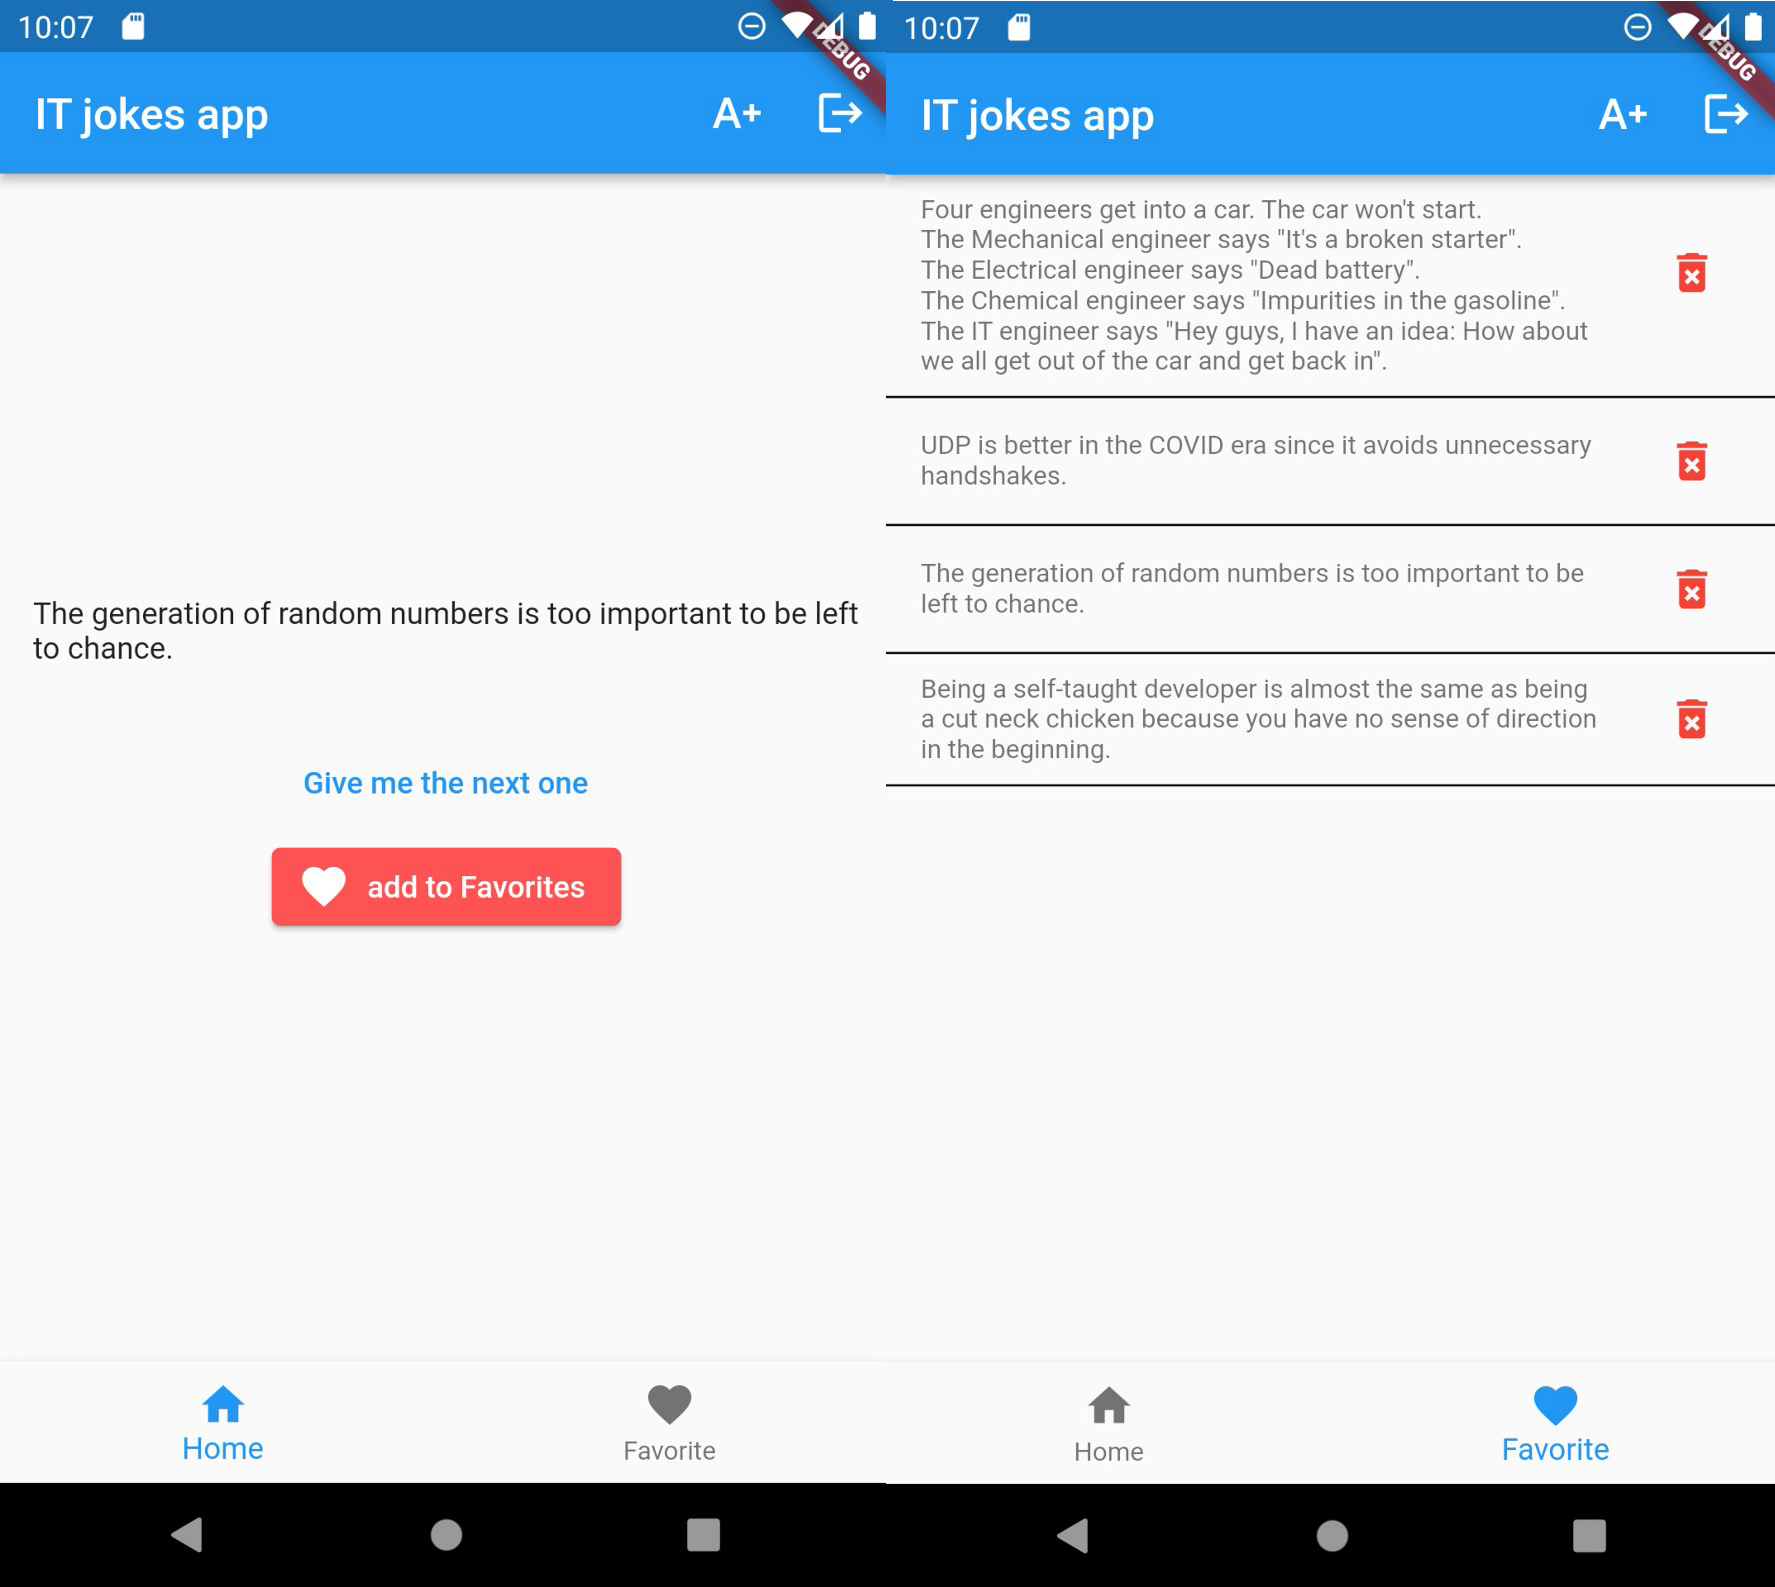 10:07
DEBUG
IT jokes app
A+
The generation of random numbers is too important to be left
to chance.
Give me the next one
add to Favorites
Home
Favorite
10:07
DEBUG
IT jokes app
A+
Four engineers get into a car. The car won't start.
The Mechanical engineer says "It's a broken starter".
The Electrical engineer says "Dead battery".
The Chemical engineer says "Impurities in the gasoline".
The IT engineer says "Hey guys, I have an idea: How about
we all get out of the car and get back in".
UDP is better in the COVID era since it avoids unnecessary
handshakes.
The generation of random numbers is too important to be
left to chance.
Being a self-taught developer is almost the same as being
a cut neck chicken because you have no sense of direction
in the beginning.
Home
Favorite